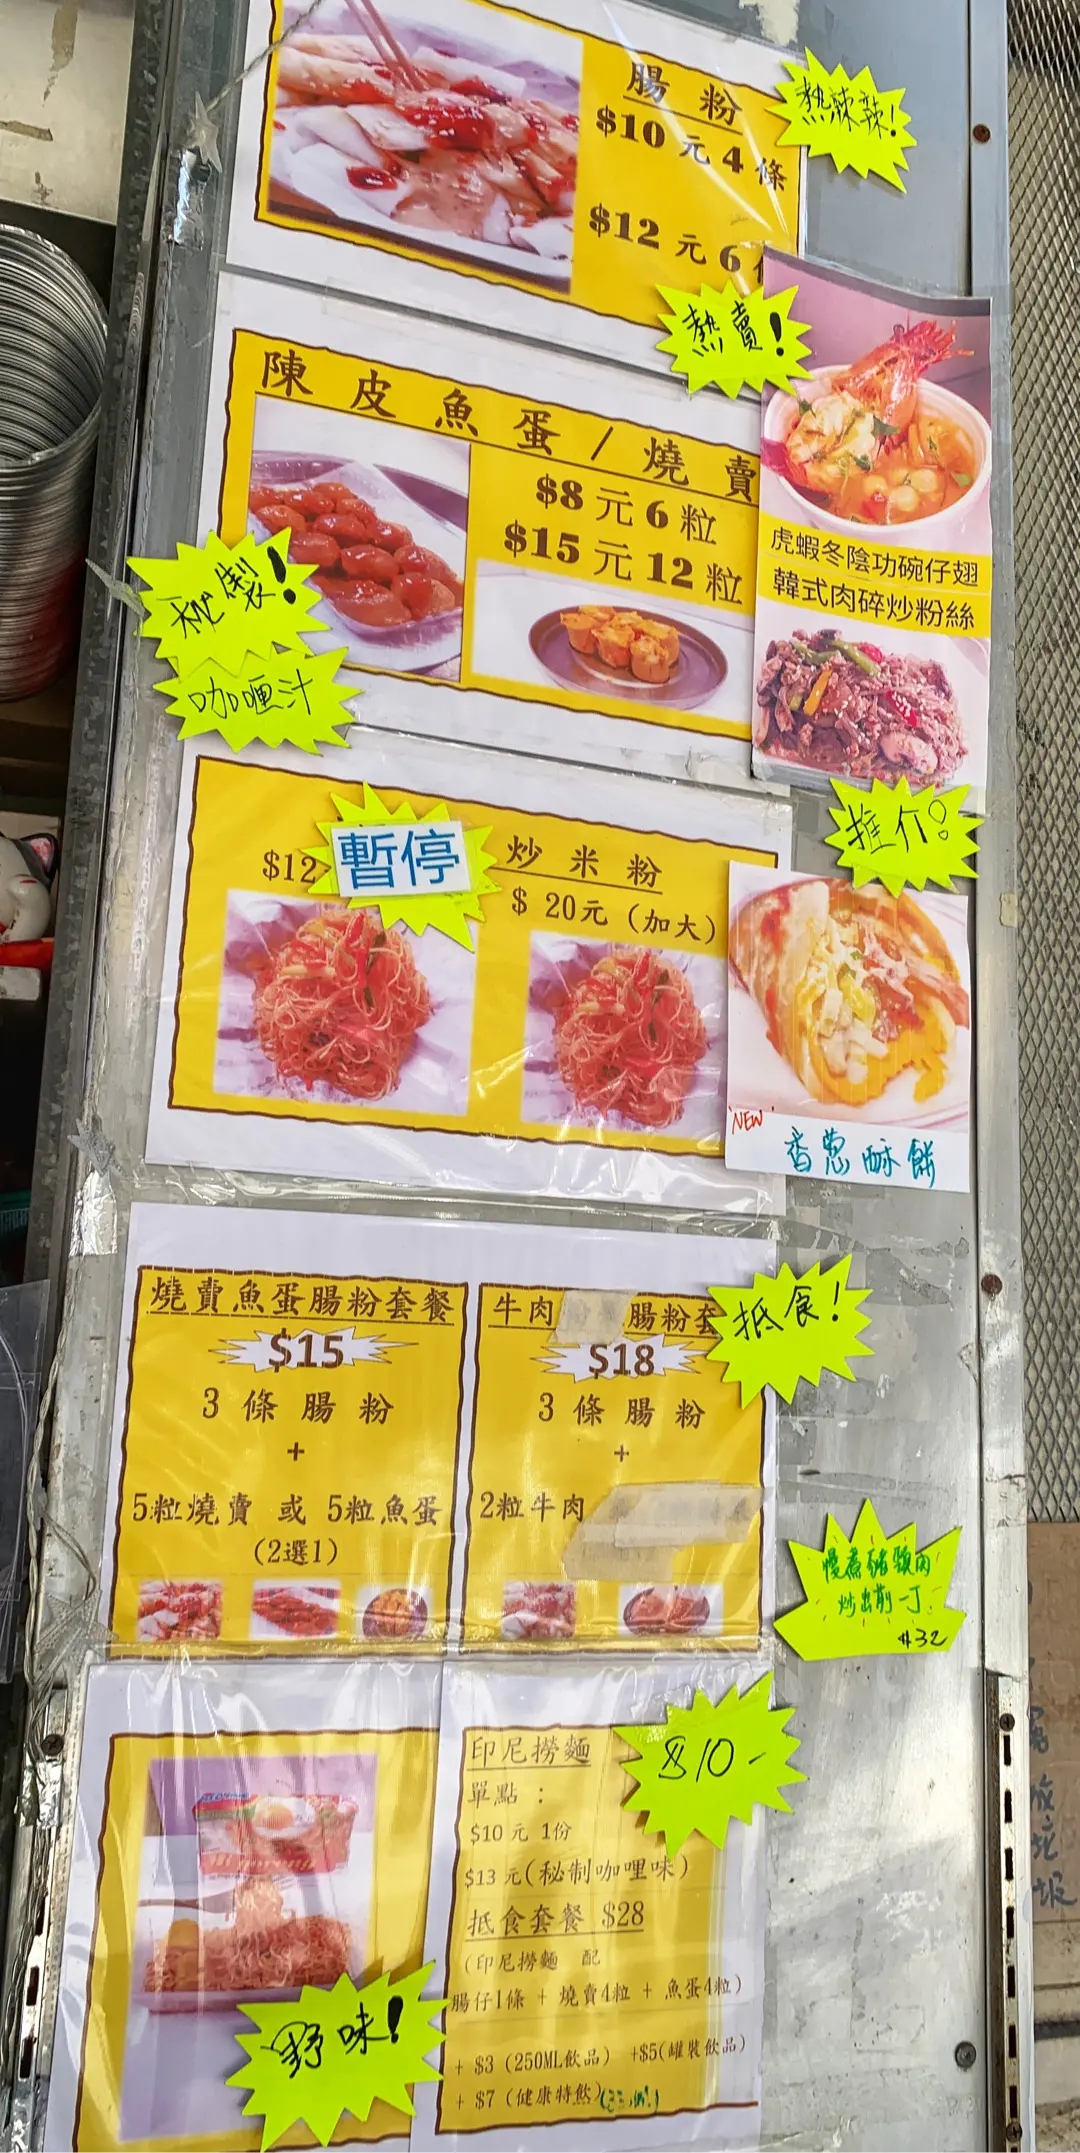 腸粉
$10元4條
$12元6
熱辣辣!
熱賣!
陳皮魚蛋/燒賣
$8元6粒
$15元12粒
秘製!
咖喱汁
虎蝦冬陰功碗仔翅
韓式肉碎炒粉絲
推介!
$12
暫停
炒米粉
$ 20元 (加大)
'NEW'
香蔥酥餅
燒賣魚蛋腸粉套餐
$15
3條腸粉
+
5粒燒賣 或 5粒魚蛋
(2選1)
牛肉 腸粉套
$18
3條腸粉
+
2粒牛肉
抵食!
慢煮豬頸肉
炒出前一丁
$32
印尼撈麵
單點:
$10元 1份
$13元(秘制咖哩味)
抵食套餐 $28
(印尼撈麵 配
腸仔1條 + 燒賣4粒 + 魚蛋4粒)
+ $3 (250ML飲品) +$5(罐裝飲品)
+ $7 (健康特飲)
$10-
野味!